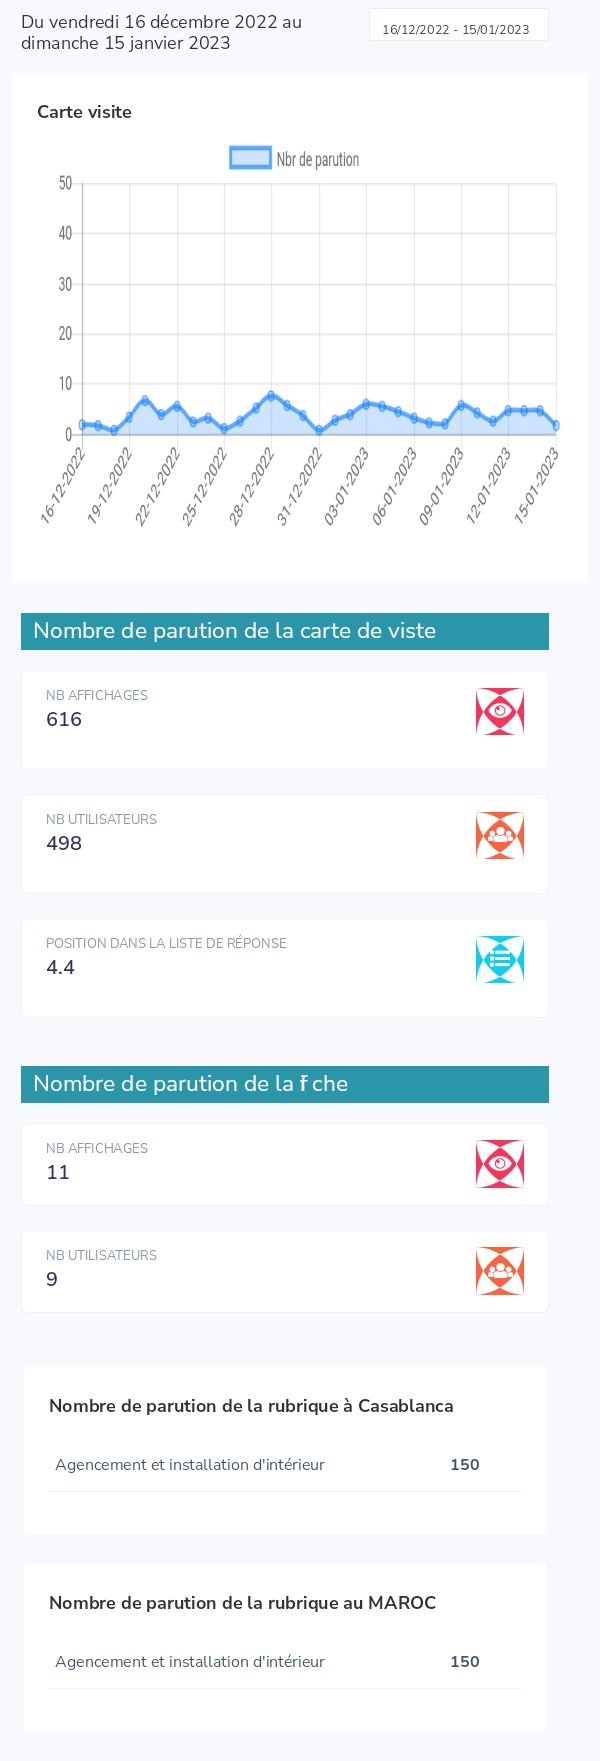 Du vendredi 16 décembre 2022 au
dimanche 15 janvier 2023
16/12/2022 - 15/01/2023
Carte visite
Nbr de parution
50
40
30
20
10
0
16-12-2022
19-12-2022
22-12-2022
25-12-2022
28-12-2022
31-12-2022
03-01-2023
06-01-2023
09-01-2023
12-01-2023
15-01-2023
Nombre de parution de la carte de viste
NB AFFICHAGES
616
NB UTILISATEURS
498
POSITION DANS LA LISTE DE RÉPONSE
4.4
Nombre de parution de la fiche
NB AFFICHAGES
11
NB UTILISATEURS
9
Nombre de parution de la rubrique à Casablanca
Agencement et installation d'intérieur 150
Nombre de parution de la rubrique au MAROC
Agencement et installation d'intérieur 150